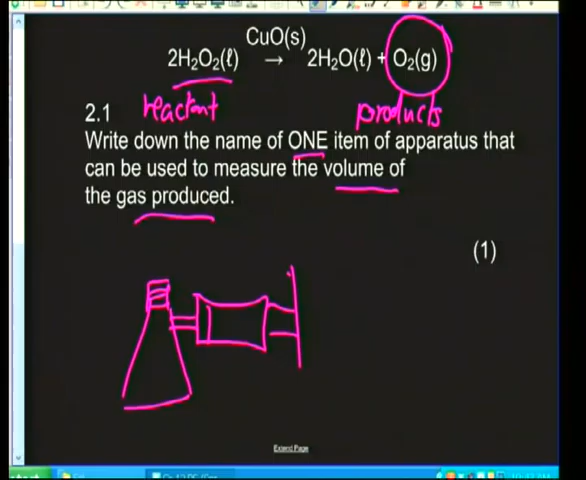 CuO(s)
2H₂O₂(ℓ) → 2H₂O(ℓ) + O₂(g)
2.1 reactant products
Write down the name of ONE item of apparatus that
can be used to measure the volume of
the gas produced.
(1)
Extend Page